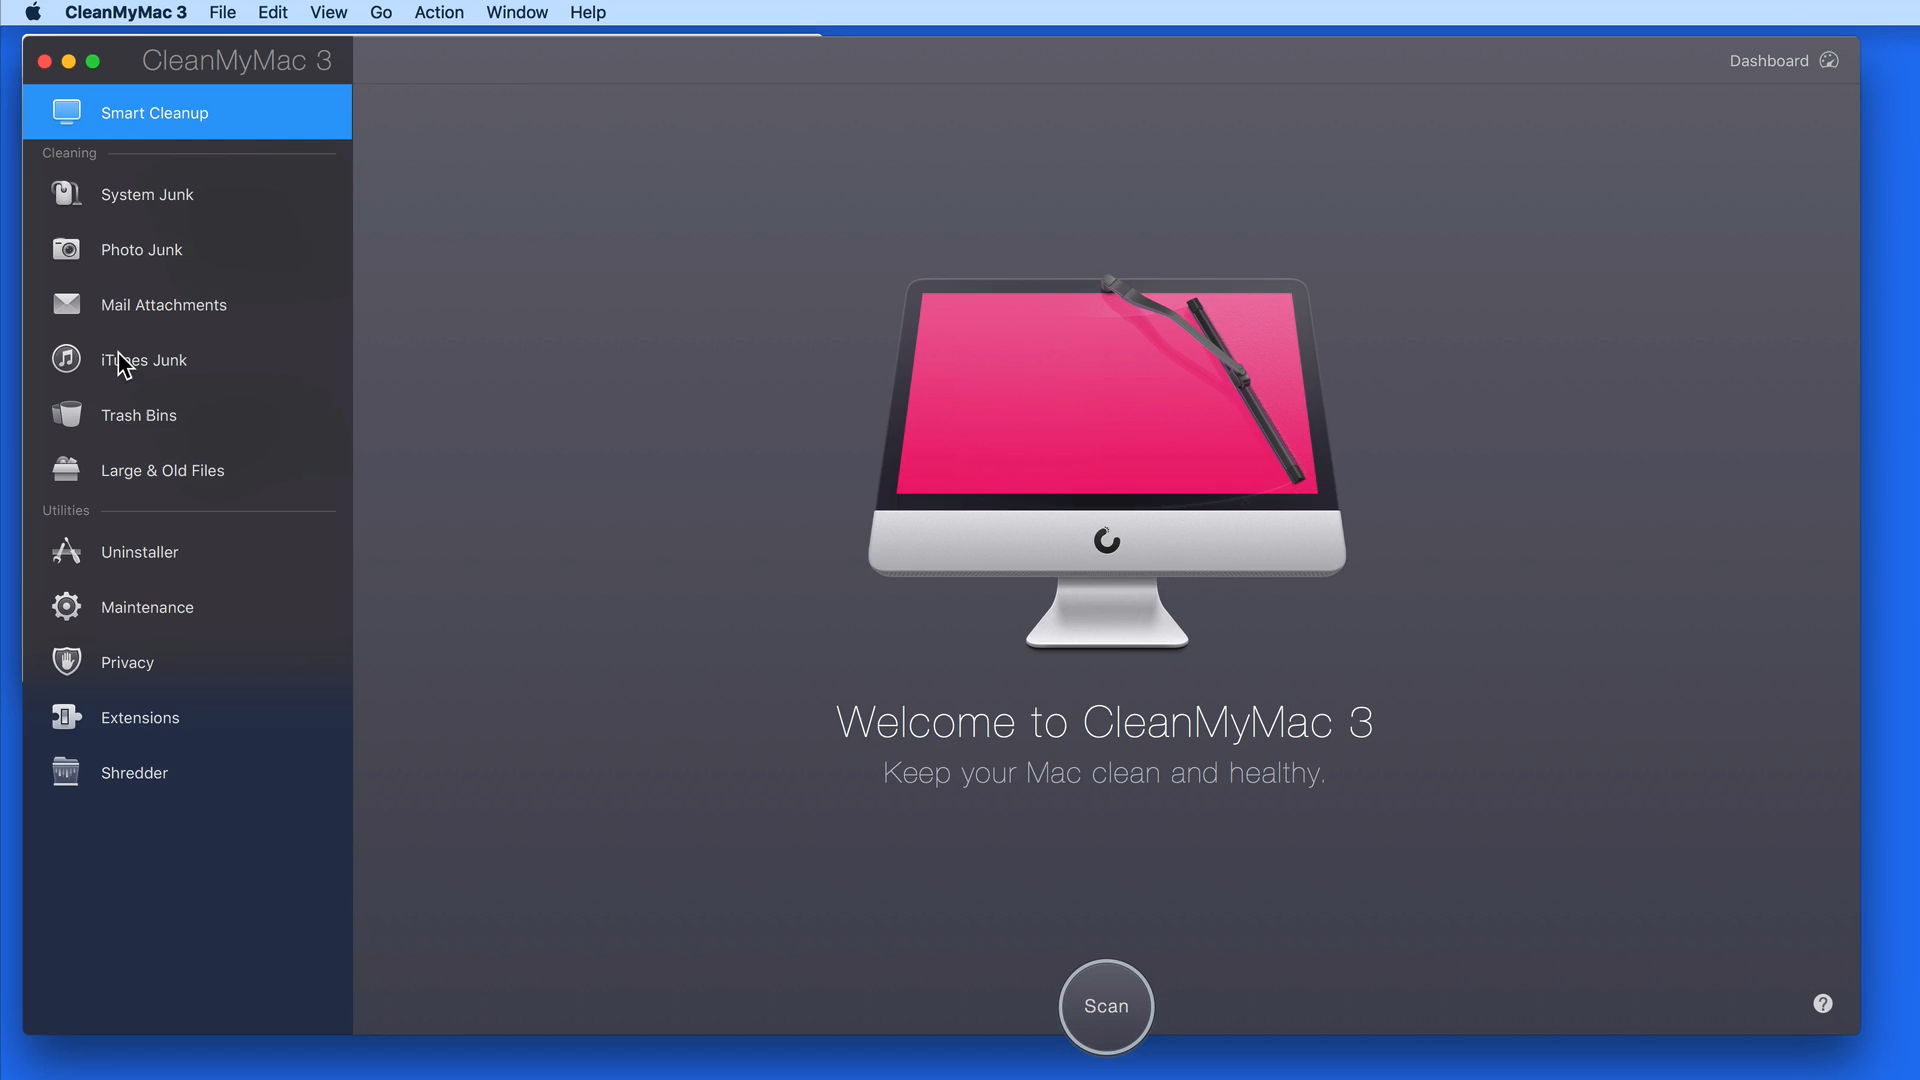 CleanMyMac 3 File Edit View Go Action Window Help
CleanMyMac 3
Dashboard
Smart Cleanup
Cleaning
System Junk
Photo Junk
Mail Attachments
iTunes Junk
Trash Bins
Large & Old Files
Utilities
Uninstaller
Maintenance
Privacy
Extensions
Shredder
Welcome to CleanMyMac 3
Keep your Mac clean and healthy.
Scan
?